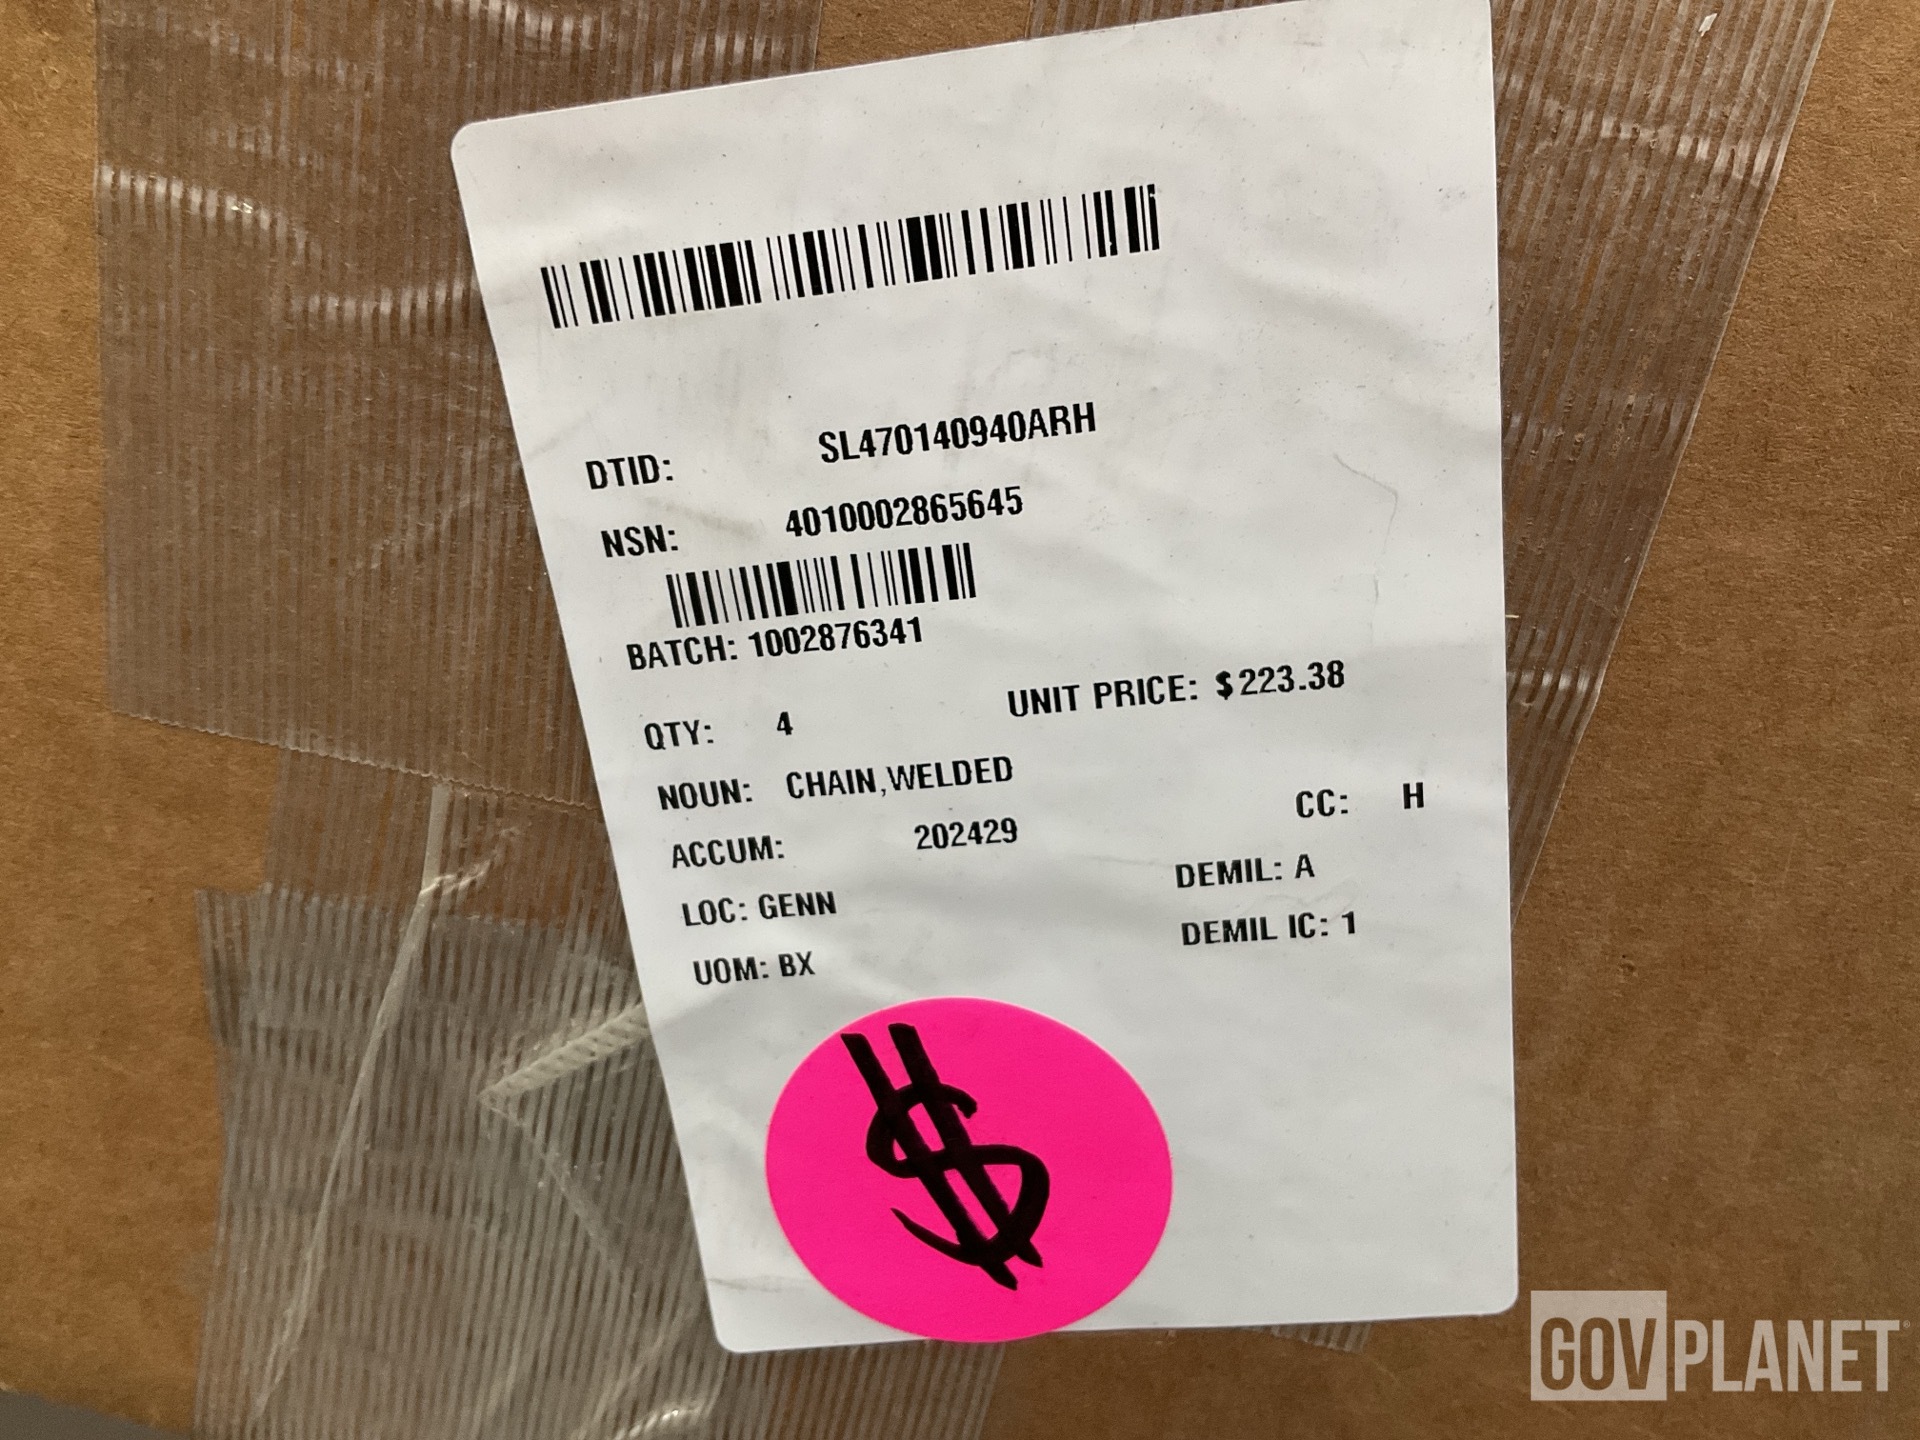 DTID: SL470140940ARH
NSN: 4010002865645
BATCH: 1002876341
QTY: 4 UNIT PRICE: $223.38
NOUN: CHAIN,WELDED
ACCUM: 202429 CC: H
LOC: GENN DEMIL: A
UOM: BX DEMIL IC: 1
$
GOVPLANET